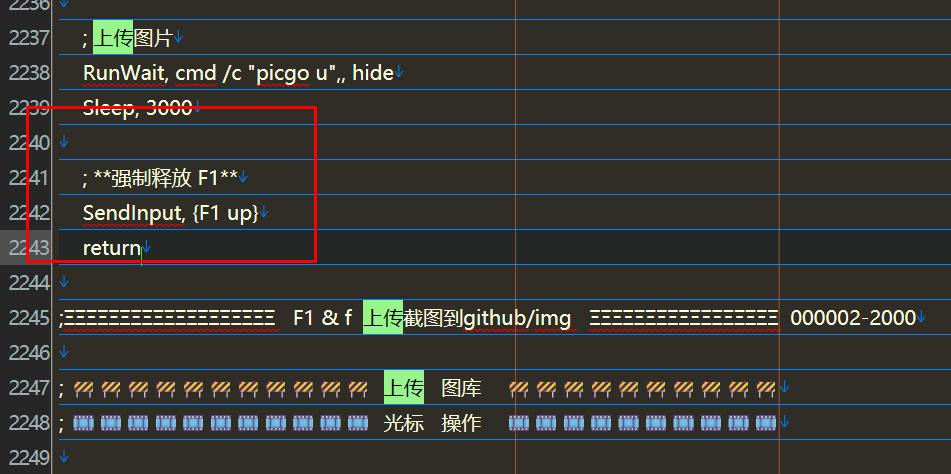 2236
2237 ; 上传图片↓
2238 RunWait, cmd /c "picgo u",, hide↓
2239 Sleep, 3000↓
2240 ↓
2241 ; **强制释放 F1**↓
2242 SendInput, {F1 up}↓
2243 return↓
2244 ↓
2245 ;ΞΞΞΞΞΞΞΞΞΞΞΞΞΞΞΞΞΞΞ F1 & f 上传截图到github/img ΞΞΞΞΞΞΞΞΞΞΞΞΞΞΞΞΞ 000002-2000↓
2246 ↓
2247 ; 🚧🚧🚧🚧🚧🚧🚧🚧🚧🚧🚧 上传 图库 🚧🚧🚧🚧🚧🚧🚧🚧🚧🚧↓
2248 ; 🎞🎞🎞🎞🎞🎞🎞🎞🎞🎞🎞 光标 操作 🎞🎞🎞🎞🎞🎞🎞🎞🎞🎞↓
2249 ↓